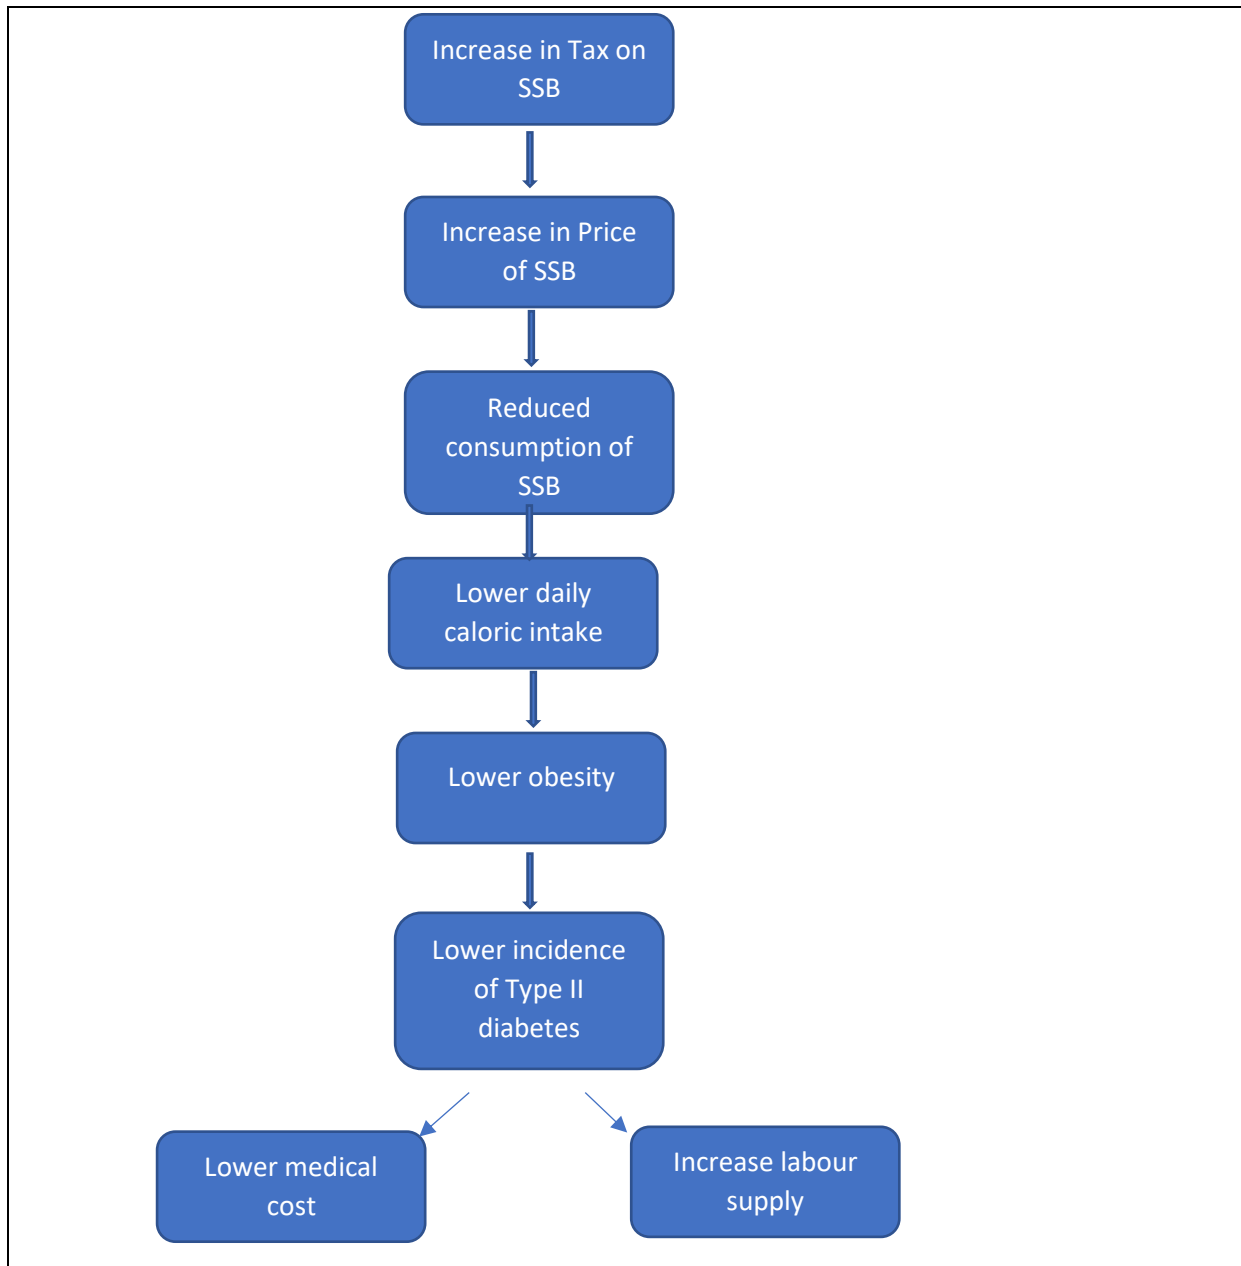 Increase in Tax on
SSB
Increase in Price
of SSB
Reduced
consumption of
SSB
Lower daily
caloric intake
Lower obesity
Lower incidence
of Type II
diabetes
Lower medical
cost
Increase labour
supply